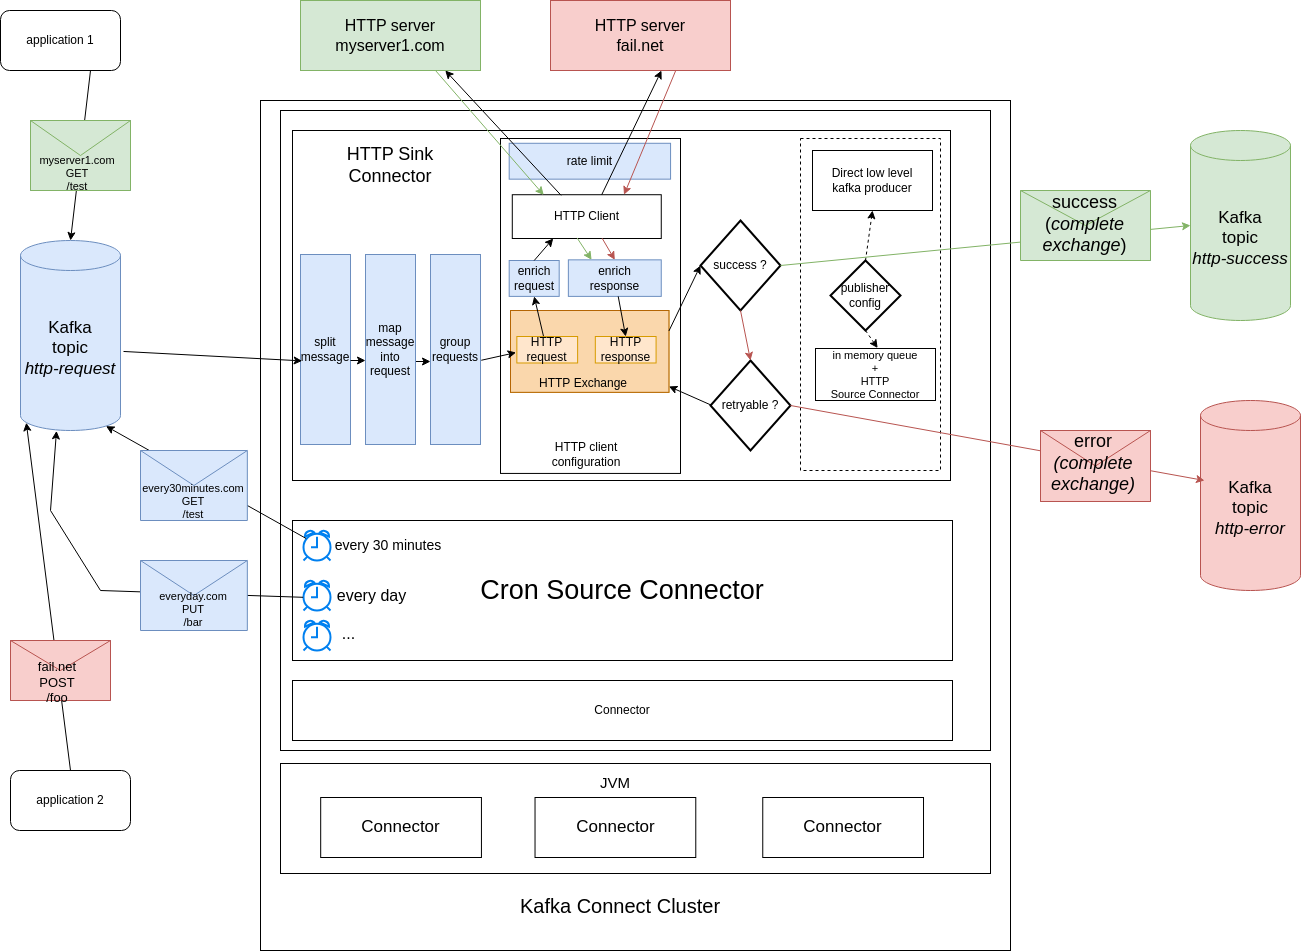 application 1
HTTP server
myserver1.com
HTTP server
fail.net
myserver1.com
GET
/test
HTTP Sink
Connector
rate limit
HTTP Client
enrich
request
enrich
response
HTTP
request
HTTP
response
HTTP Exchange
HTTP client
configuration
split
message
map
message
into
request
group
requests
success ?
retryable ?
Direct low level
kafka producer
publisher
config
in memory queue
+
HTTP
Source Connector
success
(complete
exchange)
Kafka
topic
http-success
error
(complete
exchange)
Kafka
topic
http-error
Kafka
topic
http-request
every30minutes.com
GET
/test
everyday.com
PUT
/bar
fail.net
POST
/foo
application 2
every 30 minutes
every day
...
Cron Source Connector
Connector
JVM
Connector
Connector
Connector
Kafka Connect Cluster